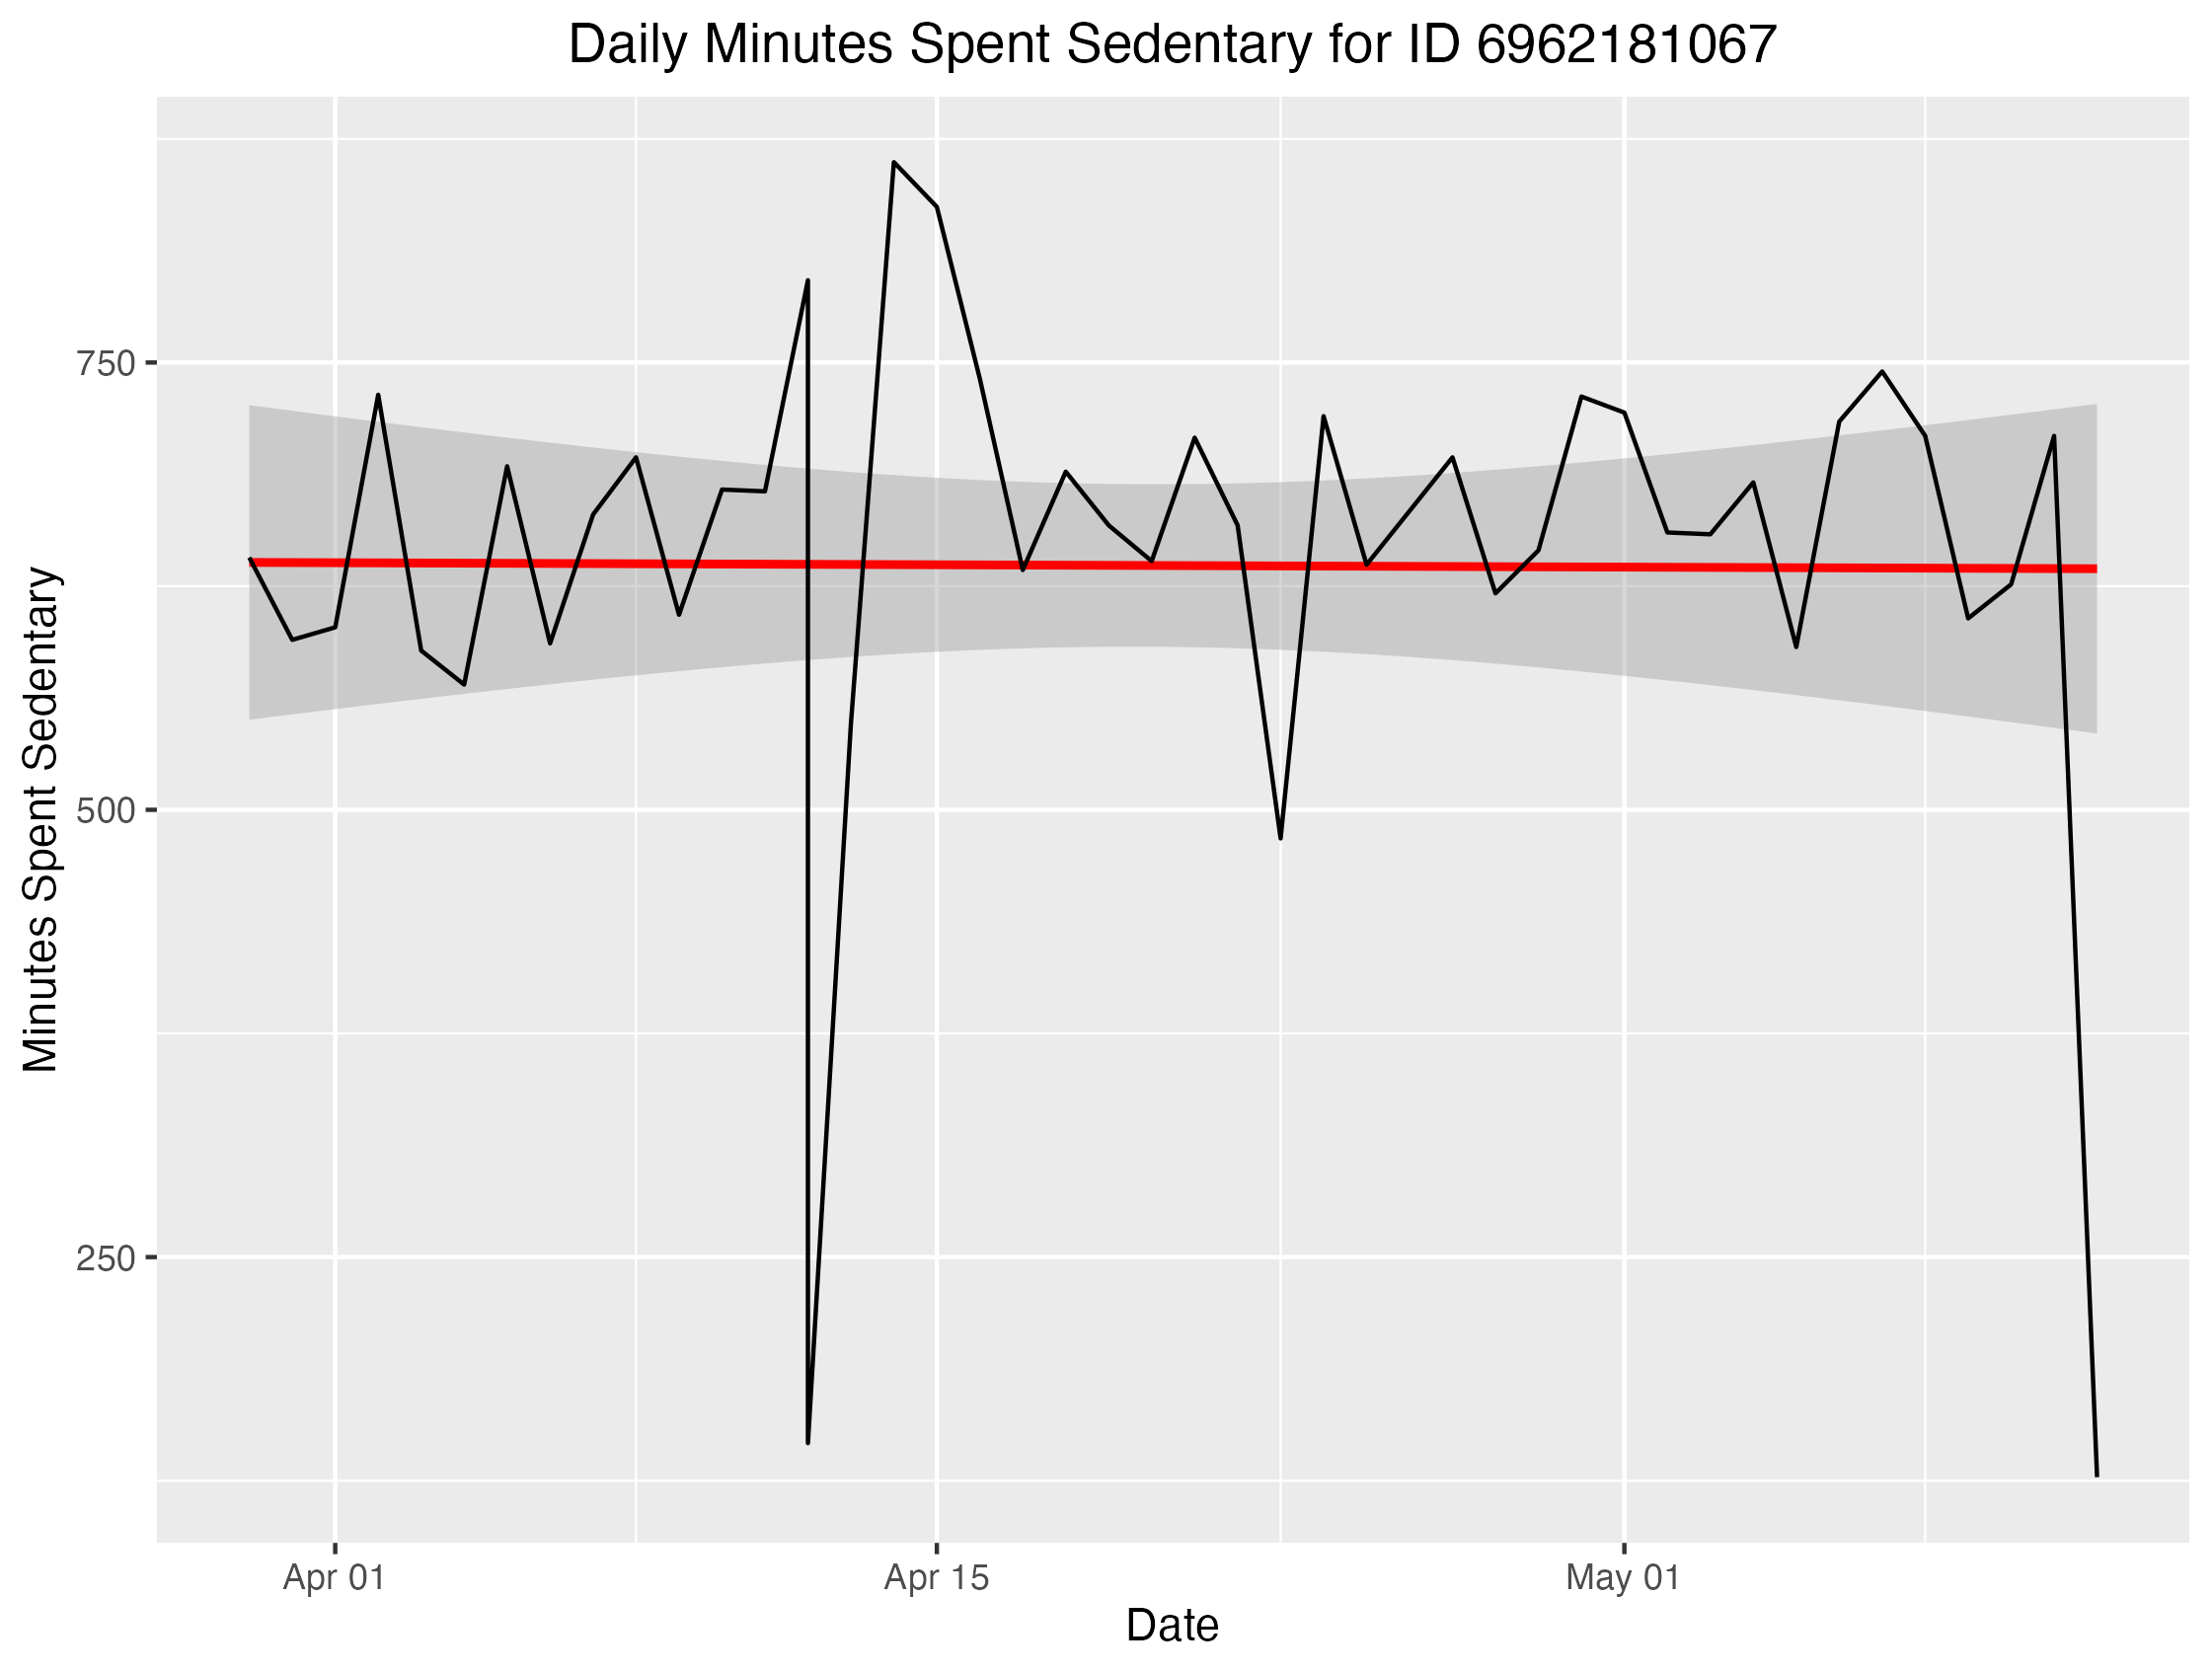 Daily Minutes Spent Sedentary for ID 6962181067
Minutes Spent Sedentary
750
500
250
Apr 01
Apr 15
May 01
Date